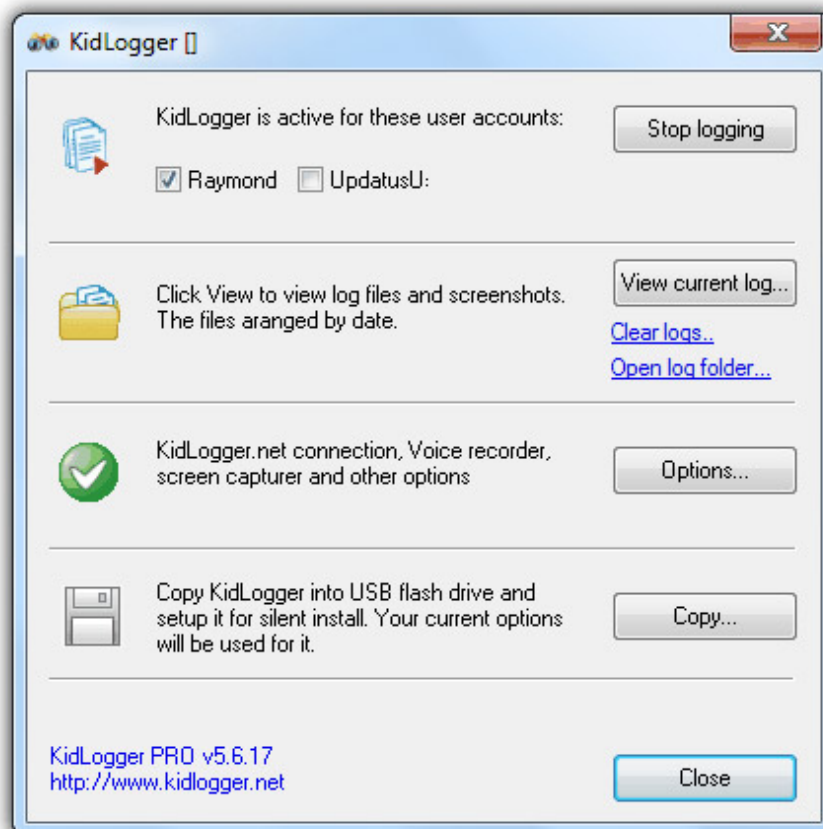 KidLogger []
KidLogger is active for these user accounts:
Stop logging
Raymond UpdatusU:
Click View to view log files and screenshots.
The files aranged by date.
View current log...
Clear logs..
Open log folder...
KidLogger.net connection, Voice recorder,
screen capturer and other options
Options...
Copy KidLogger into USB flash drive and
setup it for silent install. Your current options
will be used for it.
Copy...
KidLogger PRO v5.6.17
http://www.kidlogger.net
Close